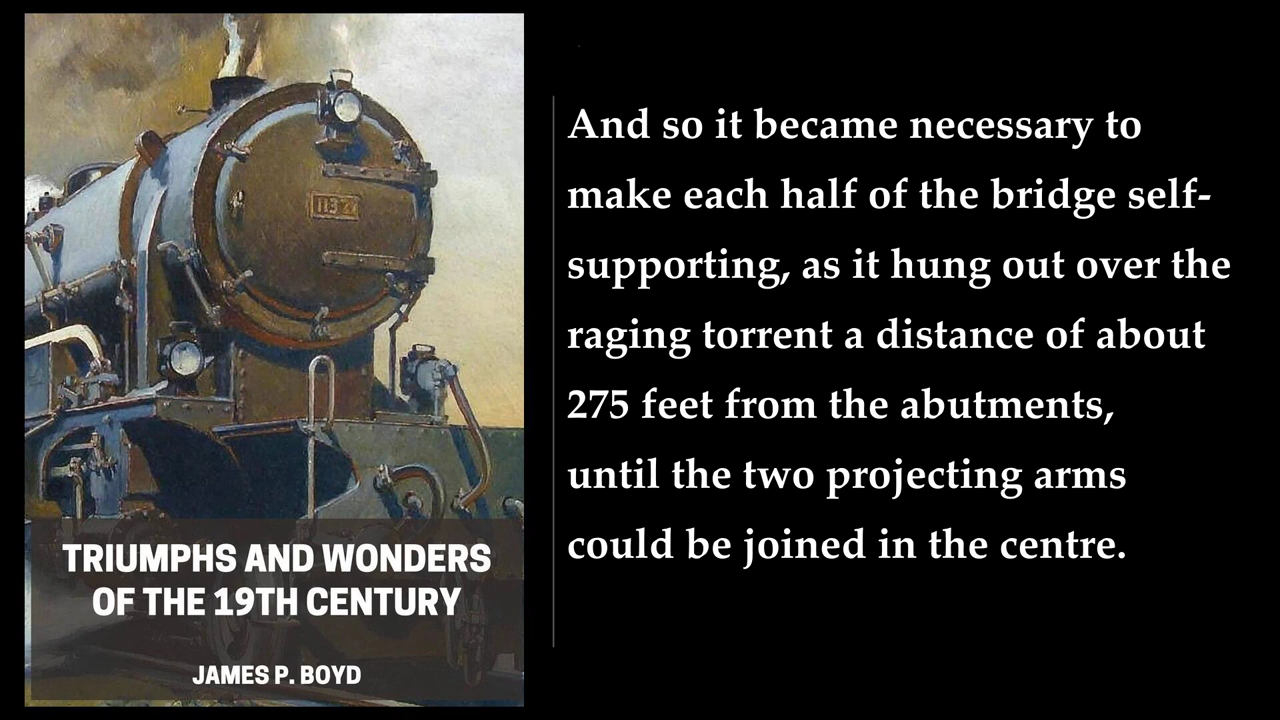 And so it became necessary to
make each half of the bridge self-
supporting, as it hung out over the
raging torrent a distance of about
275 feet from the abutments,
until the two projecting arms
could be joined in the centre.
TRIUMPHS AND WONDERS
OF THE 19TH CENTURY
JAMES P. BOYD